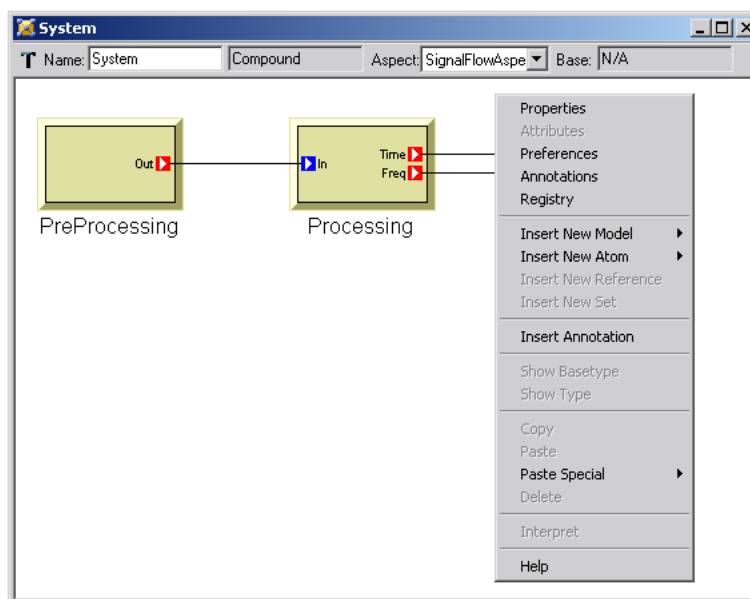 System
Name: System Compound Aspect: SignalFlowAspe Base: N/A
Out
In
Time
Freq
PreProcessing
Processing
Properties
Attributes
Preferences
Annotations
Registry
Insert New Model
Insert New Atom
Insert New Reference
Insert New Set
Insert Annotation
Show Basetype
Show Type
Copy
Paste
Paste Special
Delete
Interpret
Help